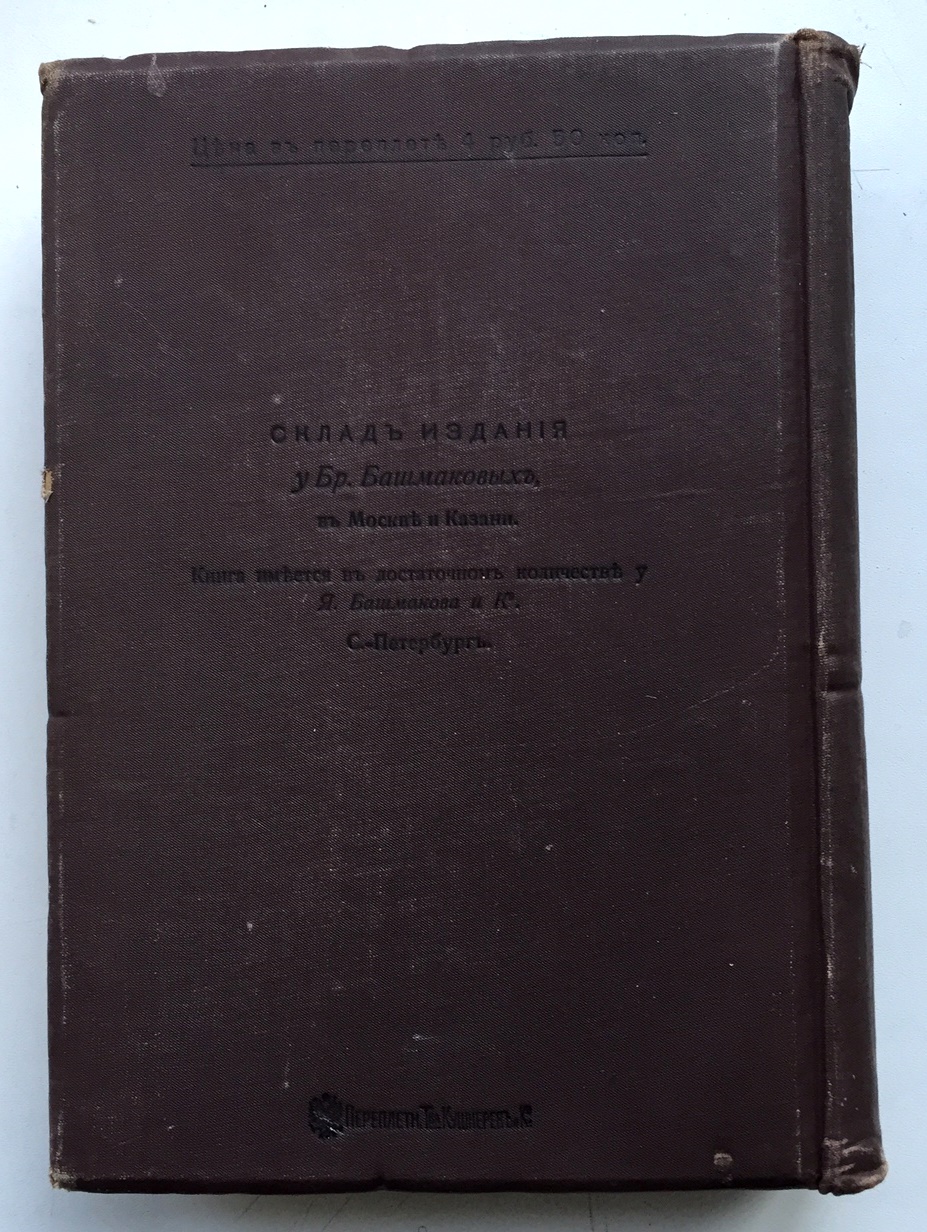 Цѣна въ переплетѣ 4 руб. 50 коп.
СКЛАДЪ ИЗДАНІЯ
у Бр. Башмаковыхъ,
въ Москвѣ и Казани.
Книга имѣется въ достаточномъ количествѣ у
Я. Башмакова и Кº.
С.-Петербургъ.
Переплетн. Т-ва Кушнеревъ и Кº